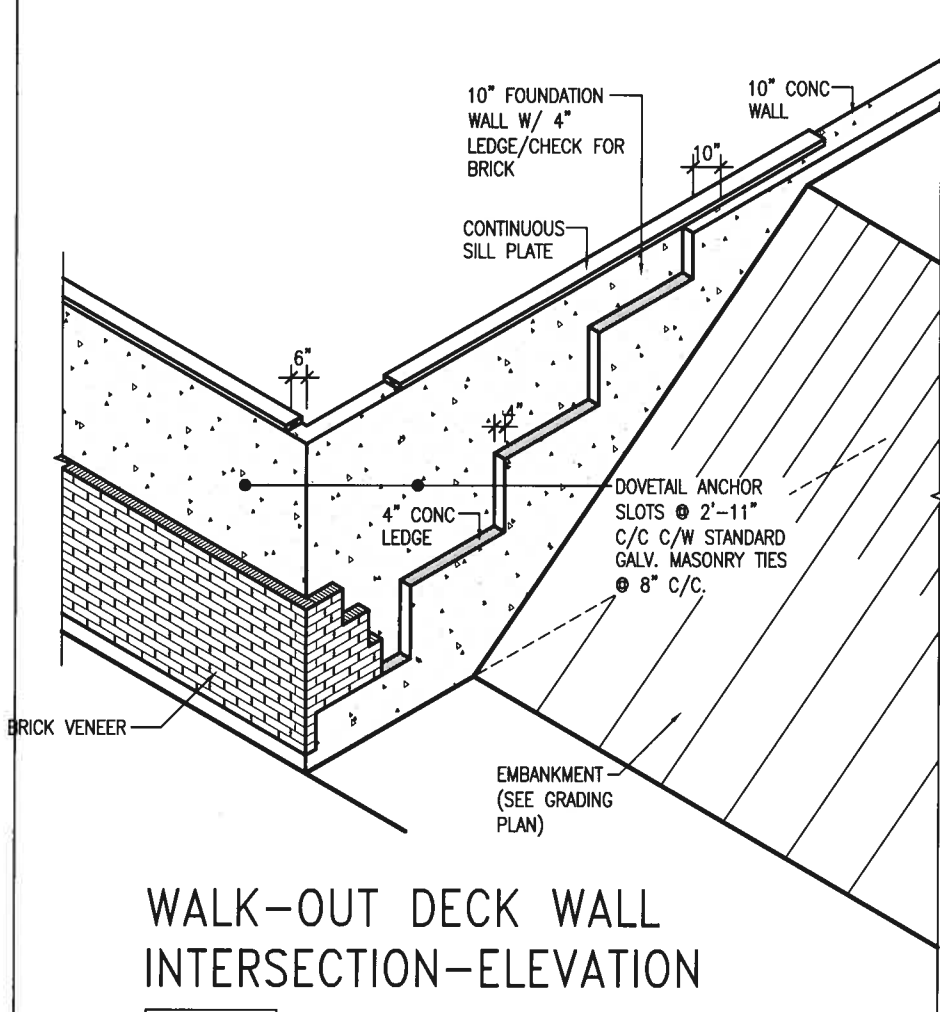 10" FOUNDATION
WALL W/ 4"
LEDGE/CHECK FOR
BRICK
10" CONC
WALL
10"
CONTINUOUS
SILL PLATE
6"
4"
DOVETAIL ANCHOR
SLOTS @ 2'-11"
C/C C/W STANDARD
GALV. MASONRY TIES
@ 8" C/C.
4" CONC
LEDGE
BRICK VENEER
EMBANKMENT
(SEE GRADING
PLAN)
WALK-OUT DECK WALL
INTERSECTION-ELEVATION